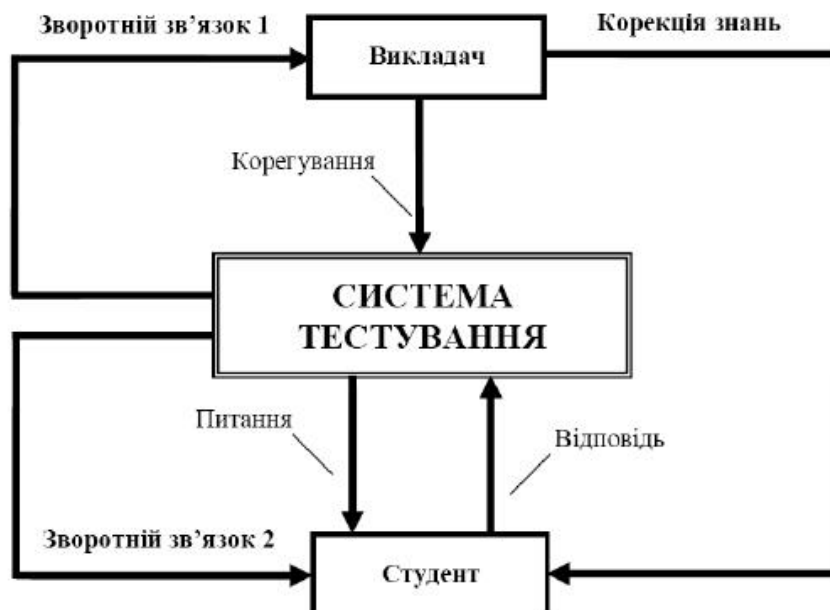 Зворотній зв’язок 1
Викладач
Корекція знань
Корегування
СИСТЕМА
ТЕСТУВАННЯ
Питання
Відповідь
Зворотній зв’язок 2
Студент